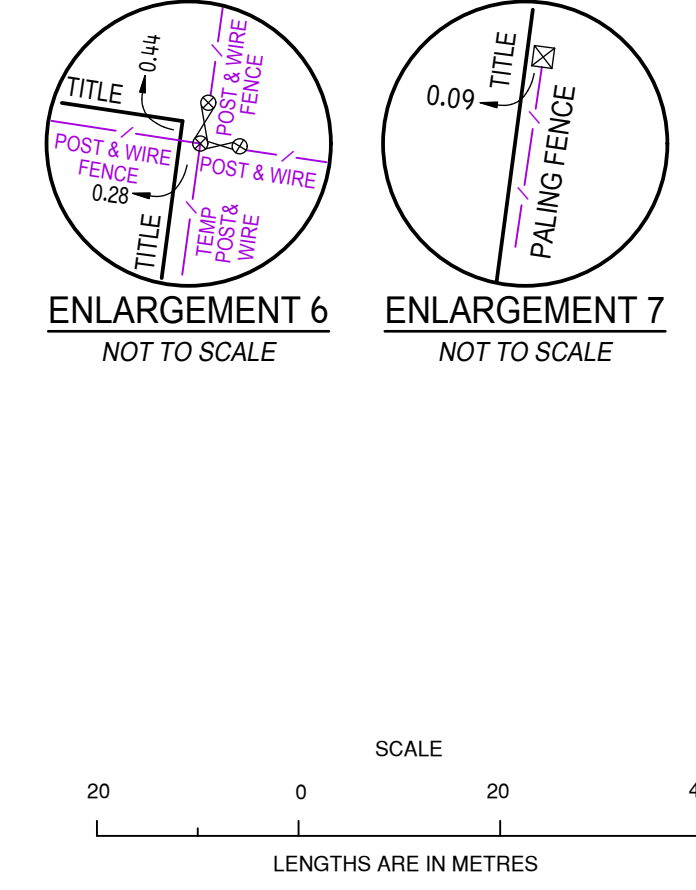 TITLE
0.44
POST & WIRE
FENCE
POST & WIRE
FENCE
POST & WIRE
0.28
TITLE
TEMP
POST&
WIRE
ENLARGEMENT 6
NOT TO SCALE
TITLE
0.09
PALING FENCE
ENLARGEMENT 7
NOT TO SCALE
SCALE
20 0 20 4
LENGTHS ARE IN METRES